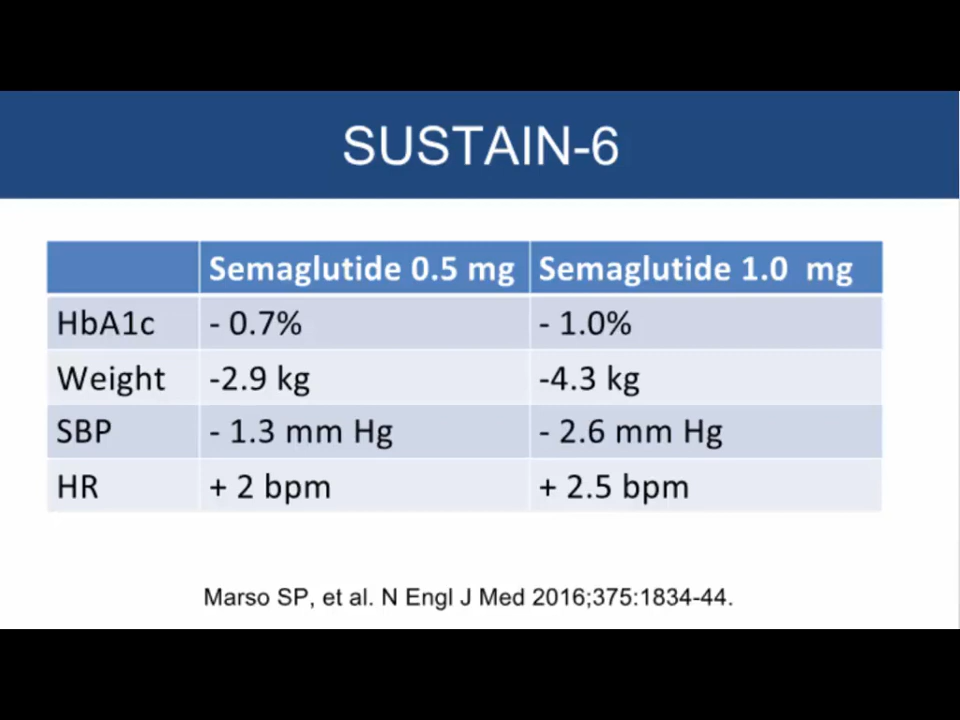 SUSTAIN-6
Semaglutide 0.5 mg Semaglutide 1.0 mg
HbA1c - 0.7% - 1.0%
Weight -2.9 kg -4.3 kg
SBP - 1.3 mm Hg - 2.6 mm Hg
HR + 2 bpm + 2.5 bpm
Marso SP, et al. N Engl J Med 2016;375:1834-44.